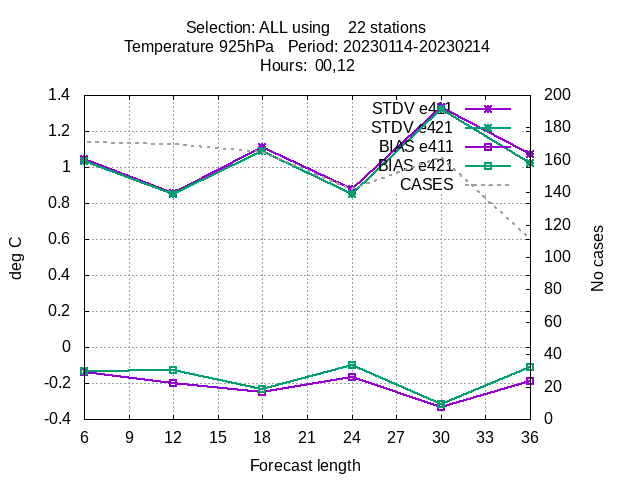 Selection: ALL using 22 stations
Temperature 925hPa Period: 20230114-20230214
Hours: 00,12
1.4
1.2
1
0.8
0.6
0.4
0.2
0
-0.2
-0.4
deg C
STDV e411
STDV e421
BIAS e411
BIAS e421
CASES
200
180
160
140
120
100
80
60
40
20
0
No cases
6 9 12 15 18 21 24 27 30 33 36
Forecast length